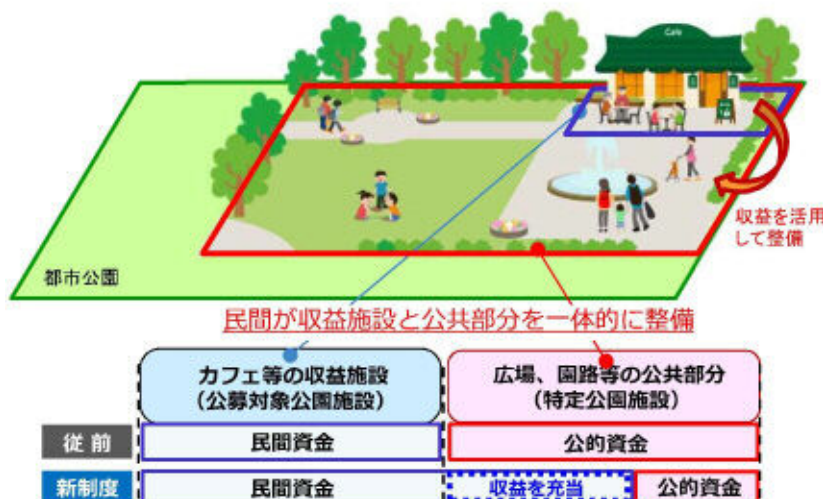 Cafe
収益を活用
して整備
都市公園
民間が収益施設と公共部分を一体的に整備
カフェ等の収益施設
(公募対象公園施設)
広場、園路等の公共部分
(特定公園施設)
従前
民間資金
公的資金
新制度
民間資金
収益を充当
公的資金